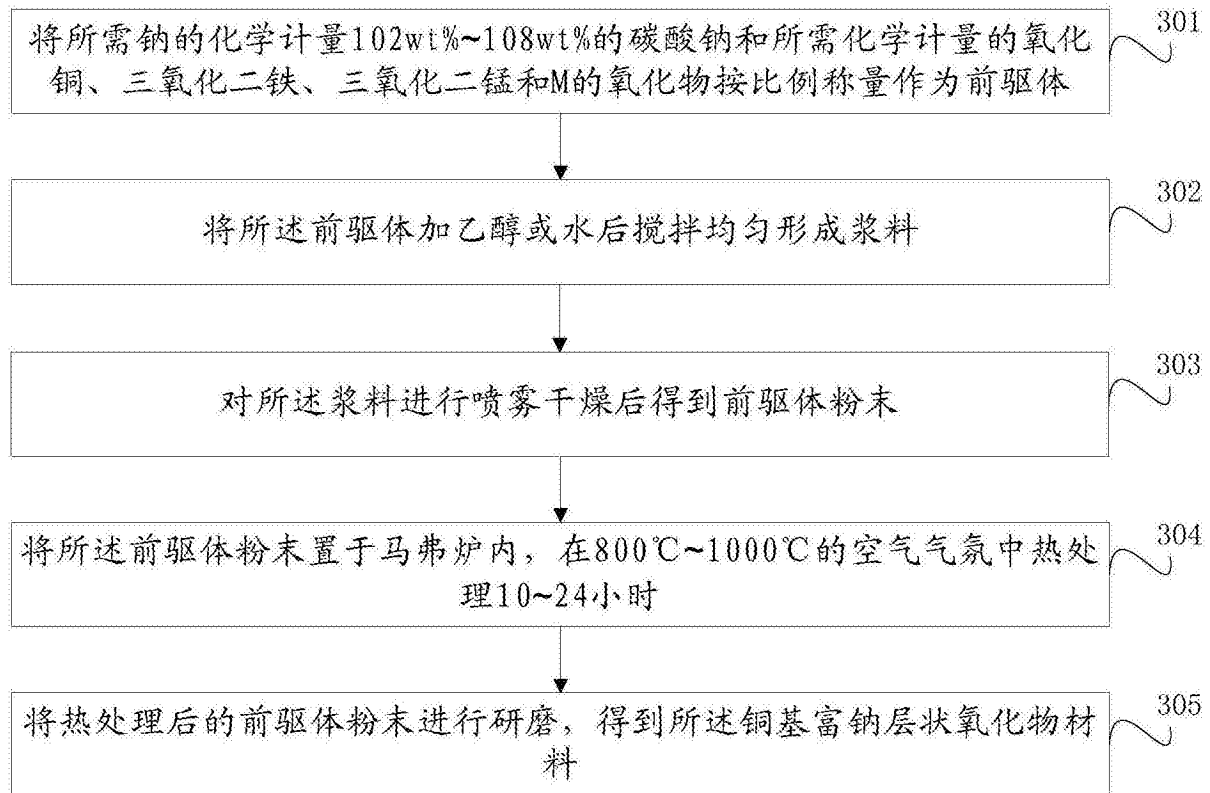 将所需钠的化学计量102wt%~108wt%的碳酸钠和所需化学计量的氧化
铜、三氧化二铁、三氧化二锰和M的氧化物按比例称量作为前驱体
301
将所述前驱体加乙醇或水后搅拌均匀形成浆料
302
对所述浆料进行喷雾干燥后得到前驱体粉末
303
将所述前驱体粉末置于马弗炉内，在800℃~1000℃的空气气氛中热处
理10~24小时
304
将热处理后的前驱体粉末进行研磨，得到所述铜基富钠层状氧化物材
料
305